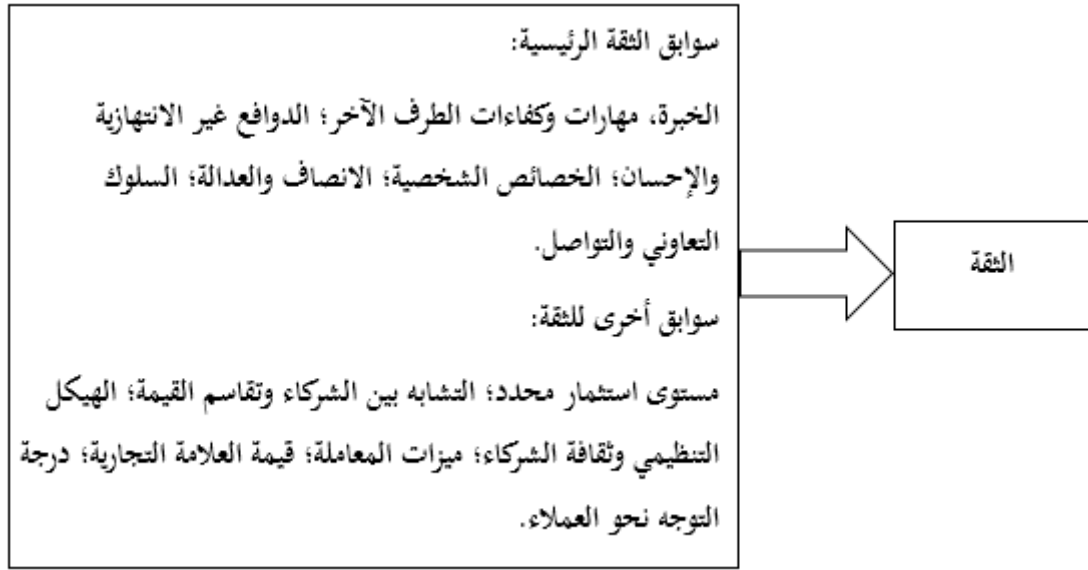 سوابق الثقة الرئيسية:
الخبرة، مهارات وكفاءات الطرف الآخر؛ الدوافع غير الانتهازية
والإحسان؛ الخصائص الشخصية؛ الانصاف والعدالة؛ السلوك
التعاوني والتواصل.
سوابق أخرى للثقة:
مستوى استثمار محدد؛ التشابه بين الشركاء وتقاسم القيمة؛ الهيكل
التنظيمي وثقافة الشركاء؛ ميزات المعاملة؛ قيمة العلامة التجارية؛ درجة
التوجه نحو العملاء.
الثقة